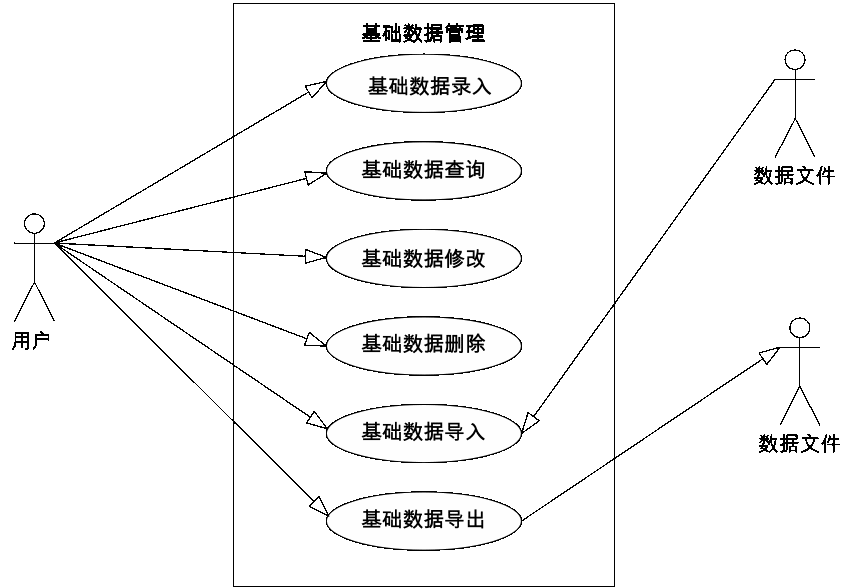 基础数据管理
基础数据录入
基础数据查询
基础数据修改
基础数据删除
基础数据导入
基础数据导出
用户
数据文件
数据文件